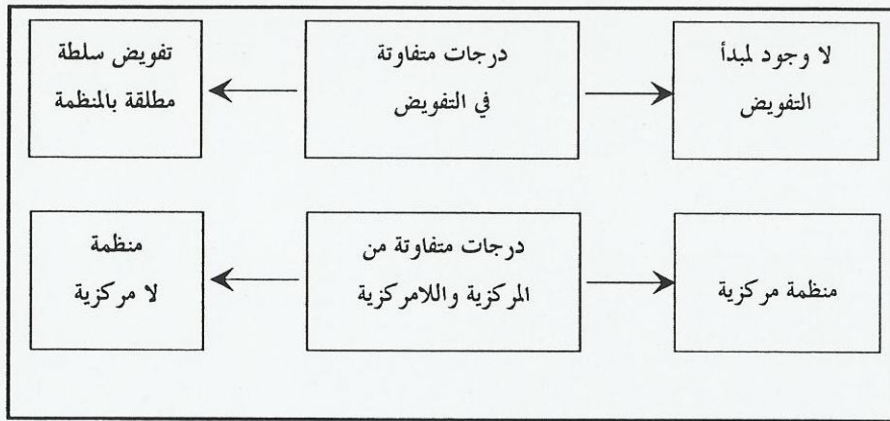 لا وجود لمبدأ
التفويض
درجات متفاوتة
في التفويض
تفويض سلطة
مطلقة بالمنظمة
منظمة مركزية
درجات متفاوتة من
المركزية واللامركزية
منظمة
لا مركزية